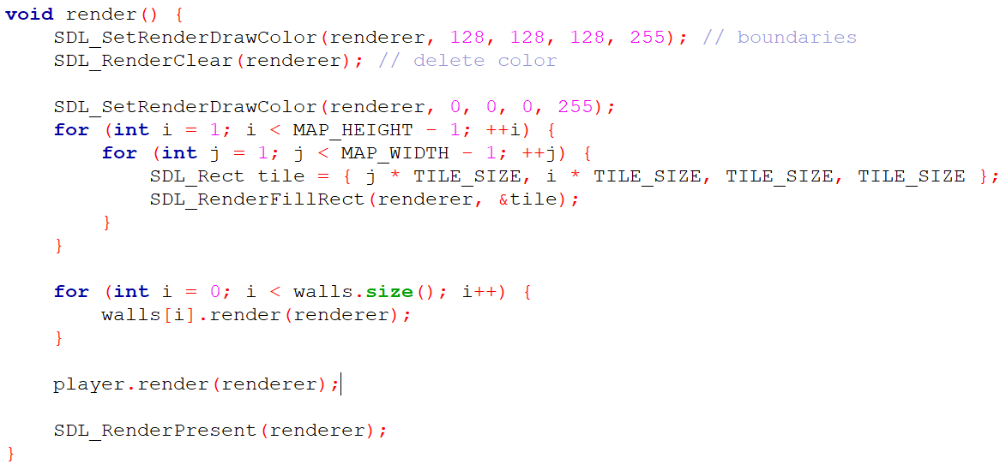 void render() {
    SDL_SetRenderDrawColor(renderer, 128, 128, 128, 255); // boundaries
    SDL_RenderClear(renderer); // delete color

    SDL_SetRenderDrawColor(renderer, 0, 0, 0, 255);
    for (int i = 1; i < MAP_HEIGHT - 1; ++i) {
        for (int j = 1; j < MAP_WIDTH - 1; ++j) {
            SDL_Rect tile = { j * TILE_SIZE, i * TILE_SIZE, TILE_SIZE, TILE_SIZE };
            SDL_RenderFillRect(renderer, &tile);
        }
    }

    for (int i = 0; i < walls.size(); i++) {
        walls[i].render(renderer);
    }

    player.render(renderer);

    SDL_RenderPresent(renderer);
}